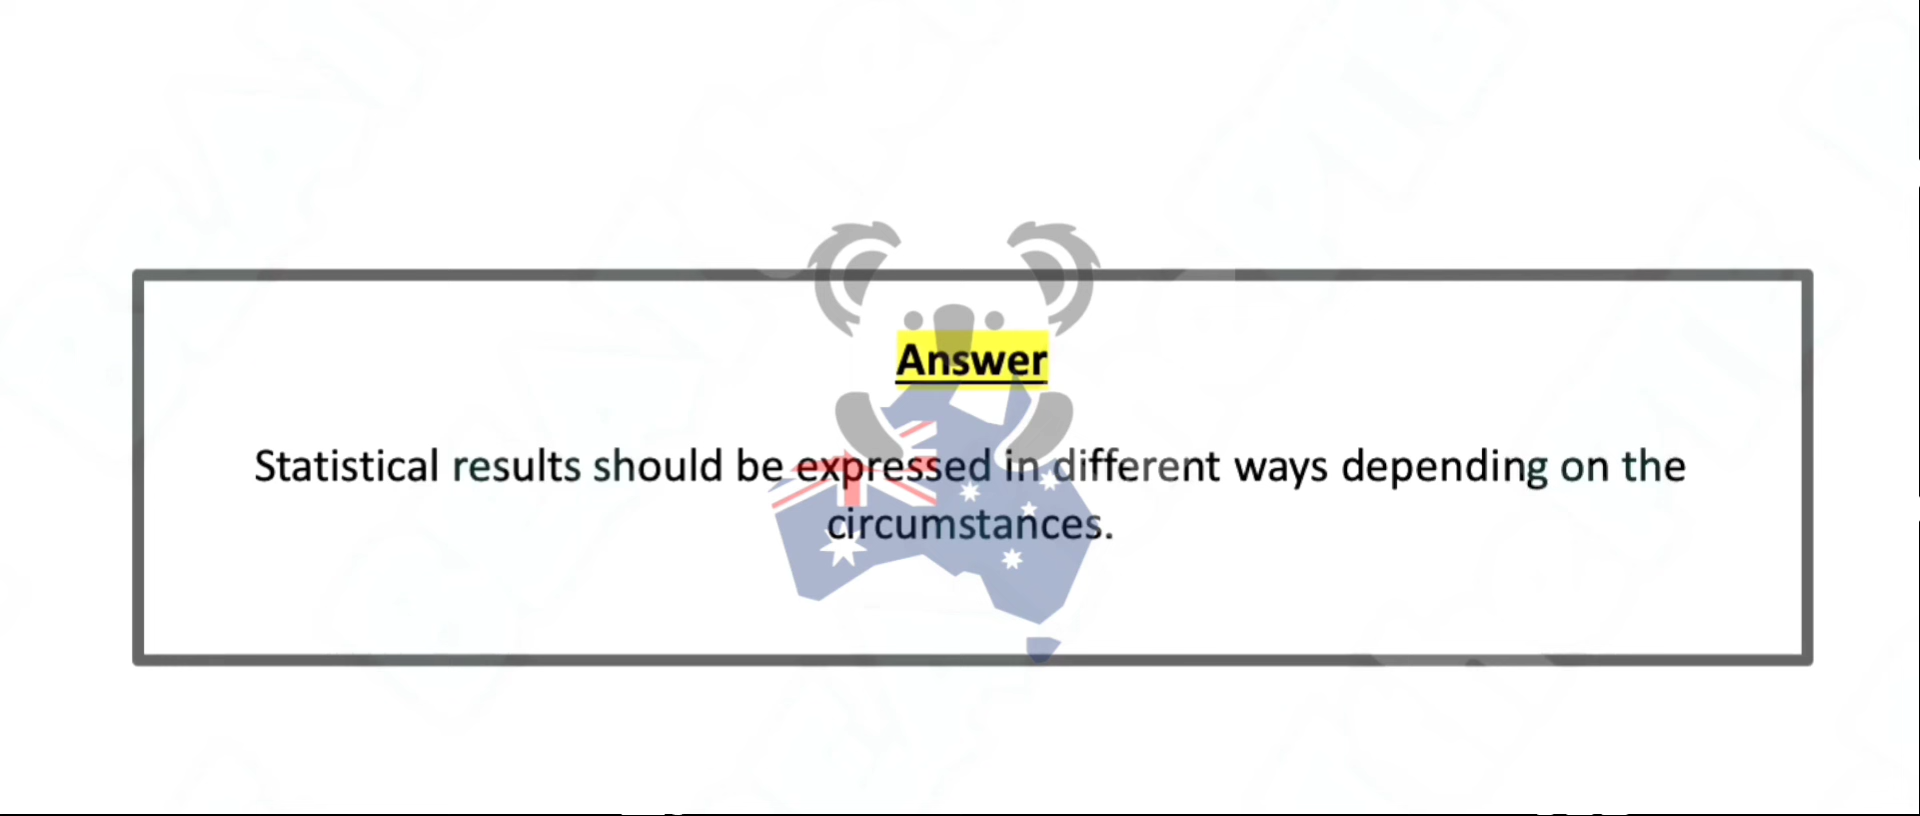 Answer
Statistical results should be expressed in different ways depending on the
circumstances.